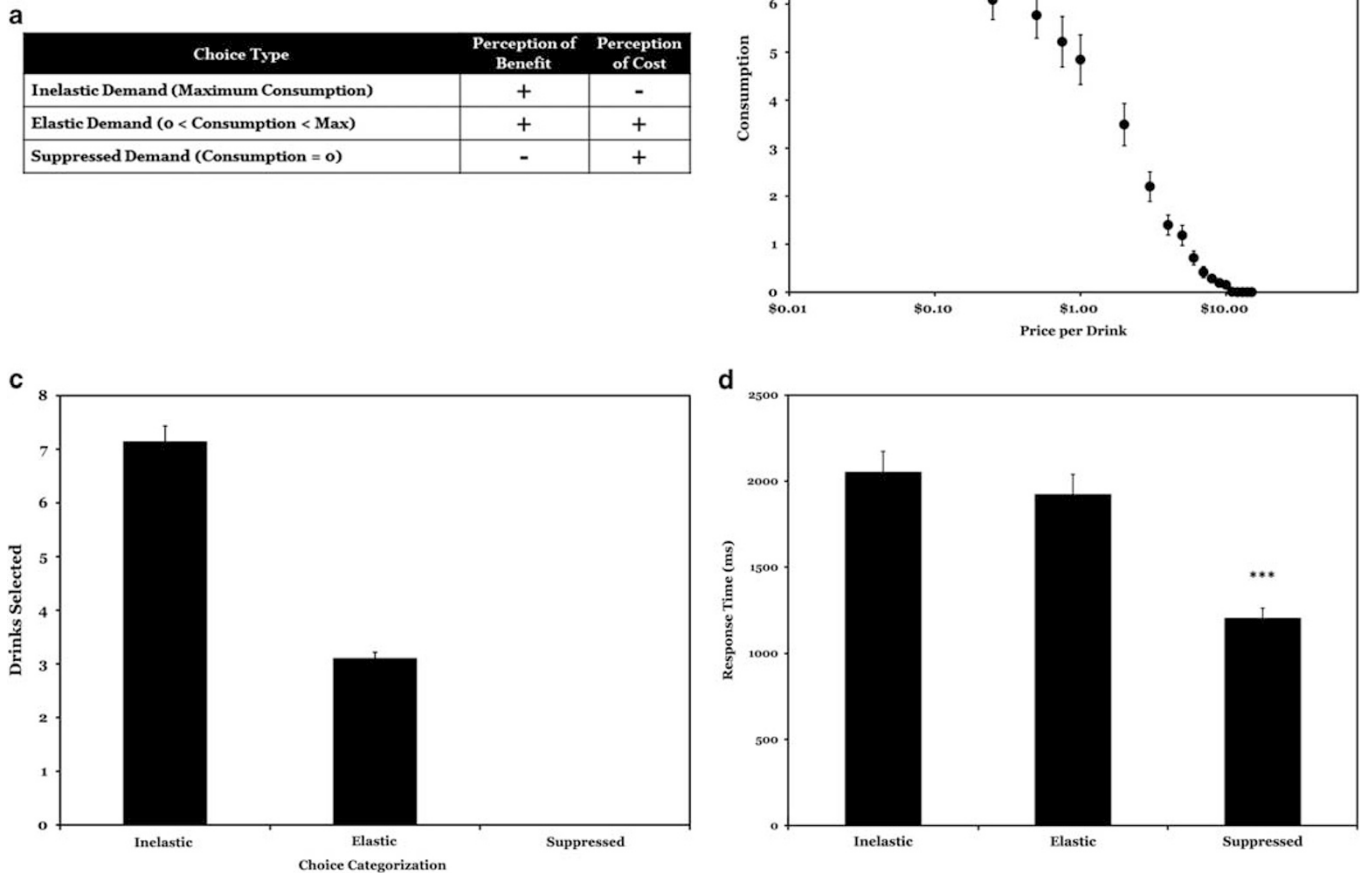 a
Choice Type
Perception of Benefit
Perception of Cost
Inelastic Demand (Maximum Consumption)
+
-
Elastic Demand (0 < Consumption < Max)
+
+
Suppressed Demand (Consumption = 0)
-
+
Consumption
6
5
4
3
2
1
0
$0.01
$0.10
$1.00
$10.00
Price per Drink
c
Drinks Selected
8
7
6
5
4
3
2
1
0
Inelastic
Elastic
Suppressed
Choice Categorization
d
Response Time (ms)
2500
2000
1500
1000
500
0
***
Inelastic
Elastic
Suppressed